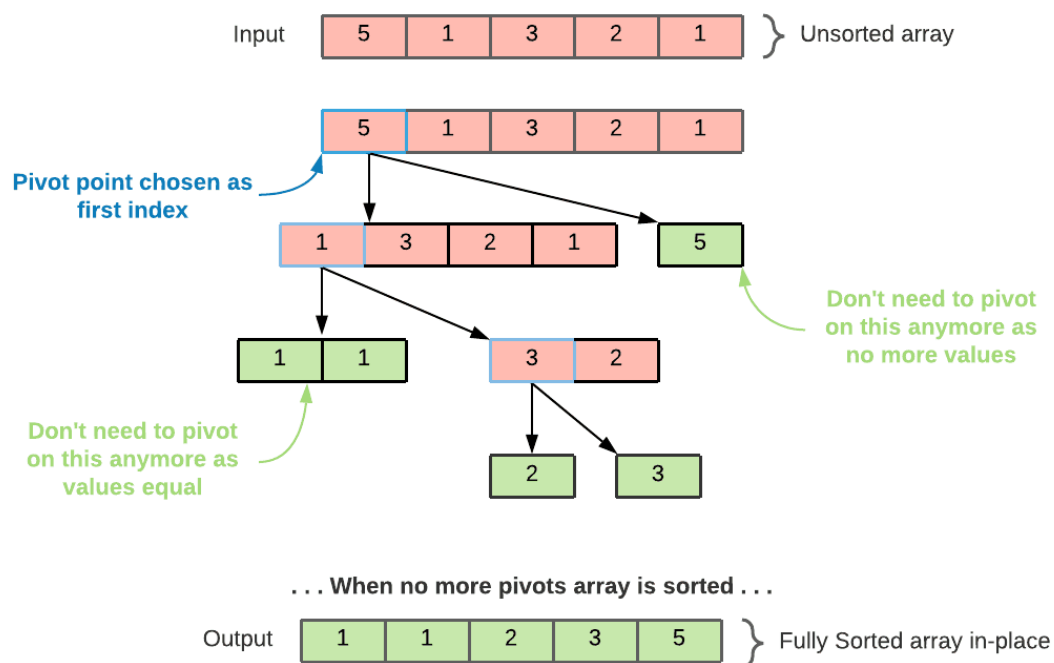 Input 5 1 3 2 1 Unsorted array
5 1 3 2 1
Pivot point chosen as
first index
1 3 2 1 5
Don't need to pivot
on this anymore as
no more values
1 1 3 2
Don't need to pivot
on this anymore as
values equal
2 3
. . . When no more pivots array is sorted . . .
Output 1 1 2 3 5 Fully Sorted array in-place